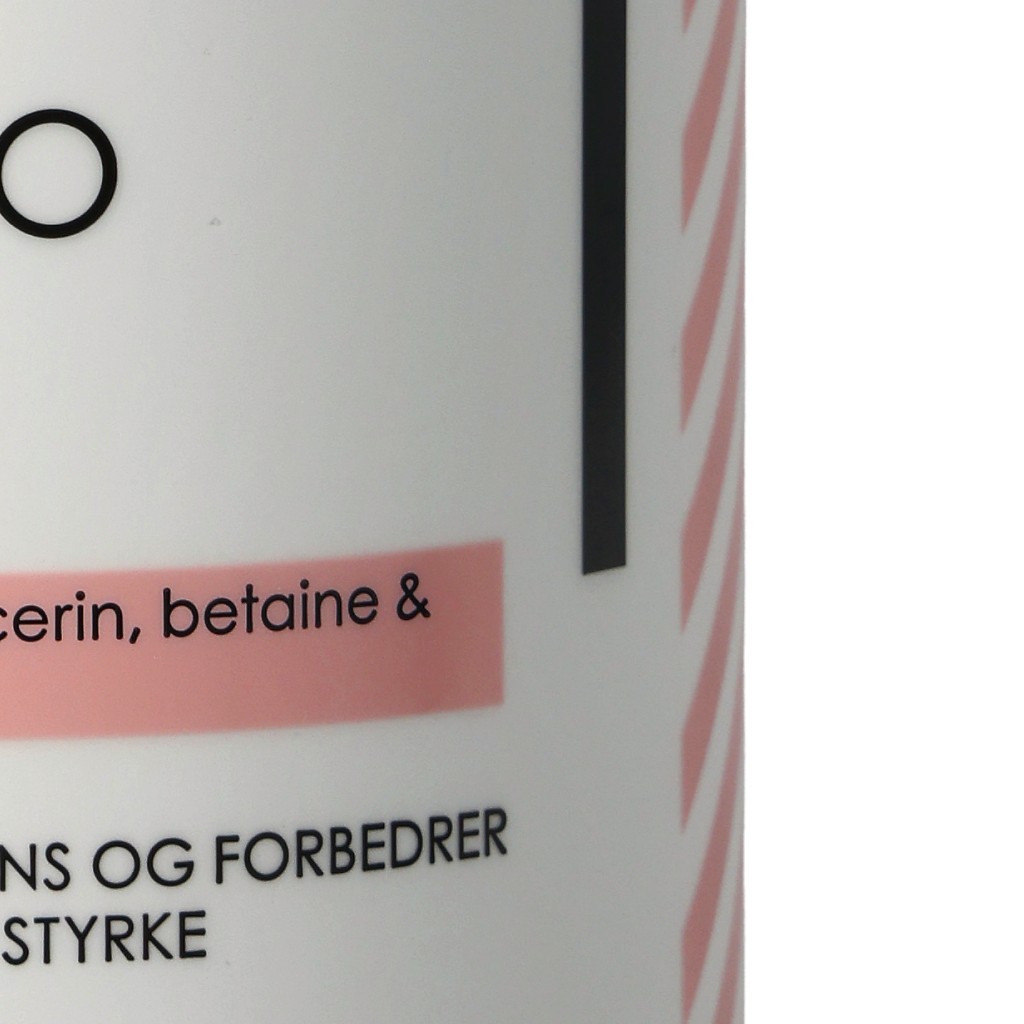 O
cerin, betaine &
NS OG FORBEDRER
STYRKE